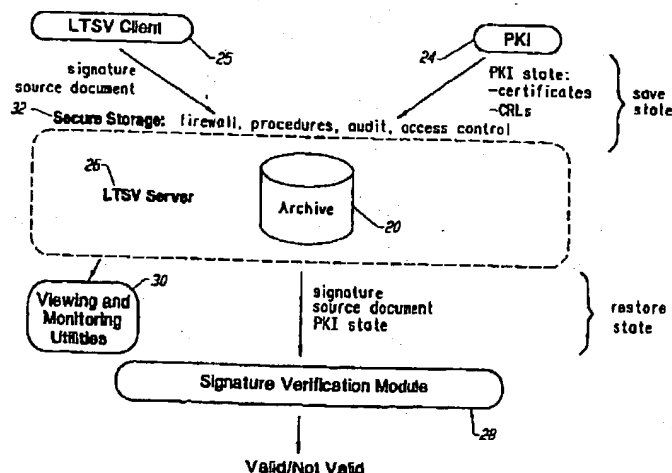 LTSV Client
25
PKI
24
signature
source document
PKI state:
-certificates
-CRLs
save
state
32
Secure Storage: firewall, procedures, audit, access control
26
LTSV Server
Archive
20
30
Viewing and
Monitoring
Utilities
signature
source document
PKI state
restore
state
Signature Verification Module
28
Valid/Not Valid